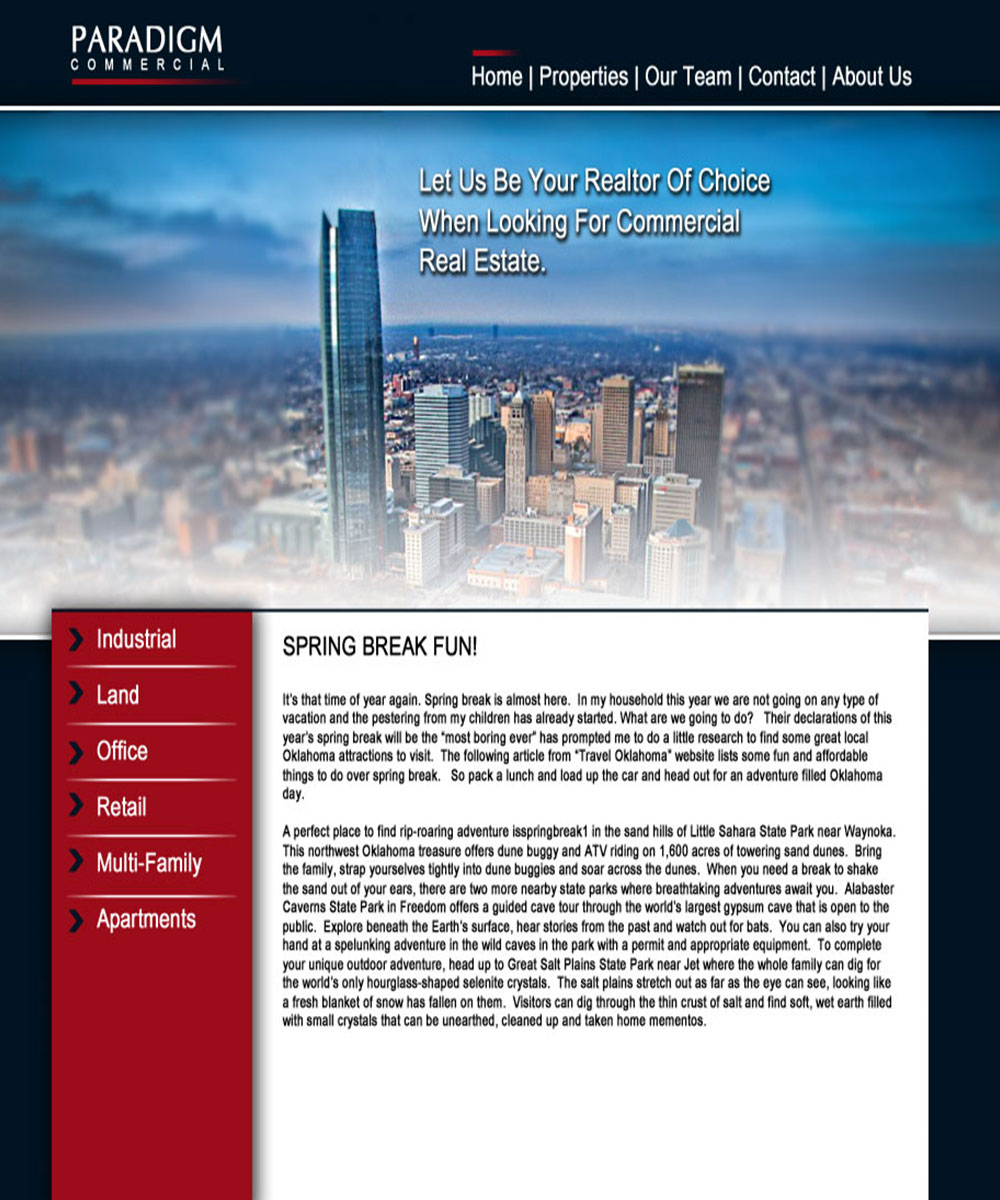 PARADIGM
COMMERCIAL
Home | Properties | Our Team | Contact | About Us
Let Us Be Your Realtor Of Choice
When Looking For Commercial
Real Estate.
Industrial
Land
Office
Retail
Multi-Family
Apartments
SPRING BREAK FUN!
It's that time of year again. Spring break is almost here.  In my household this year we are not going on any type of
vacation and the pestering from my children has already started. What are we going to do?   Their declarations of this
year's spring break will be the "most boring ever" has prompted me to do a little research to find some great local
Oklahoma attractions to visit.  The following article from "Travel Oklahoma" website lists some fun and affordable
things to do over spring break.   So pack a lunch and load up the car and head out for an adventure filled Oklahoma
day.
A perfect place to find rip-roaring adventure isspringbreak1 in the sand hills of Little Sahara State Park near Waynoka.
This northwest Oklahoma treasure offers dune buggy and ATV riding on 1,600 acres of towering sand dunes.  Bring
the family, strap yourselves tightly into dune buggies and soar across the dunes.  When you need a break to shake
the sand out of your ears, there are two more nearby state parks where breathtaking adventures await you.  Alabaster
Caverns State Park in Freedom offers a guided cave tour through the world's largest gypsum cave that is open to the
public.  Explore beneath the Earth's surface, hear stories from the past and watch out for bats.  You can also try your
hand at a spelunking adventure in the wild caves in the park with a permit and appropriate equipment.  To complete
your unique outdoor adventure, head up to Great Salt Plains State Park near Jet where the whole family can dig for
the world's only hourglass-shaped selenite crystals.  The salt plains stretch out as far as the eye can see, looking like
a fresh blanket of snow has fallen on them.  Visitors can dig through the thin crust of salt and find soft, wet earth filled
with small crystals that can be unearthed, cleaned up and taken home mementos.